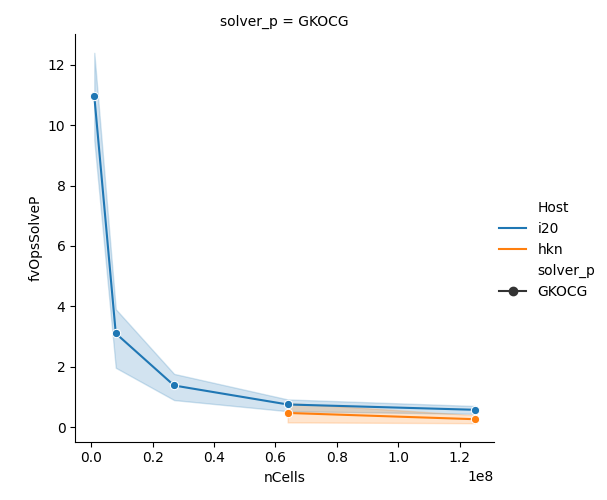 solver_p = GKOCG
fvOpsSolveP
12
10
8
6
4
2
0
0.0 0.2 0.4 0.6 0.8 1.0 1.2
1e8
nCells
Host
i20
hkn
solver_p
GKOCG